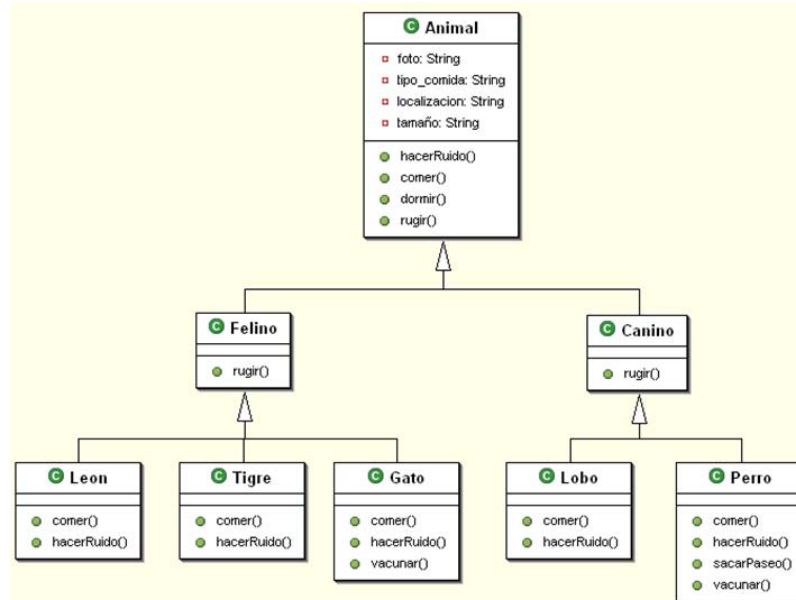 C Animal
foto: String
tipo_comida: String
localizacion: String
tamaño: String
hacerRuido()
comer()
dormir()
rugir()
C Felino
rugir()
C Canino
rugir()
C Leon
comer()
hacerRuido()
C Tigre
comer()
hacerRuido()
C Gato
comer()
hacerRuido()
vacunar()
C Lobo
comer()
hacerRuido()
C Perro
comer()
hacerRuido()
sacarPaseo()
vacunar()